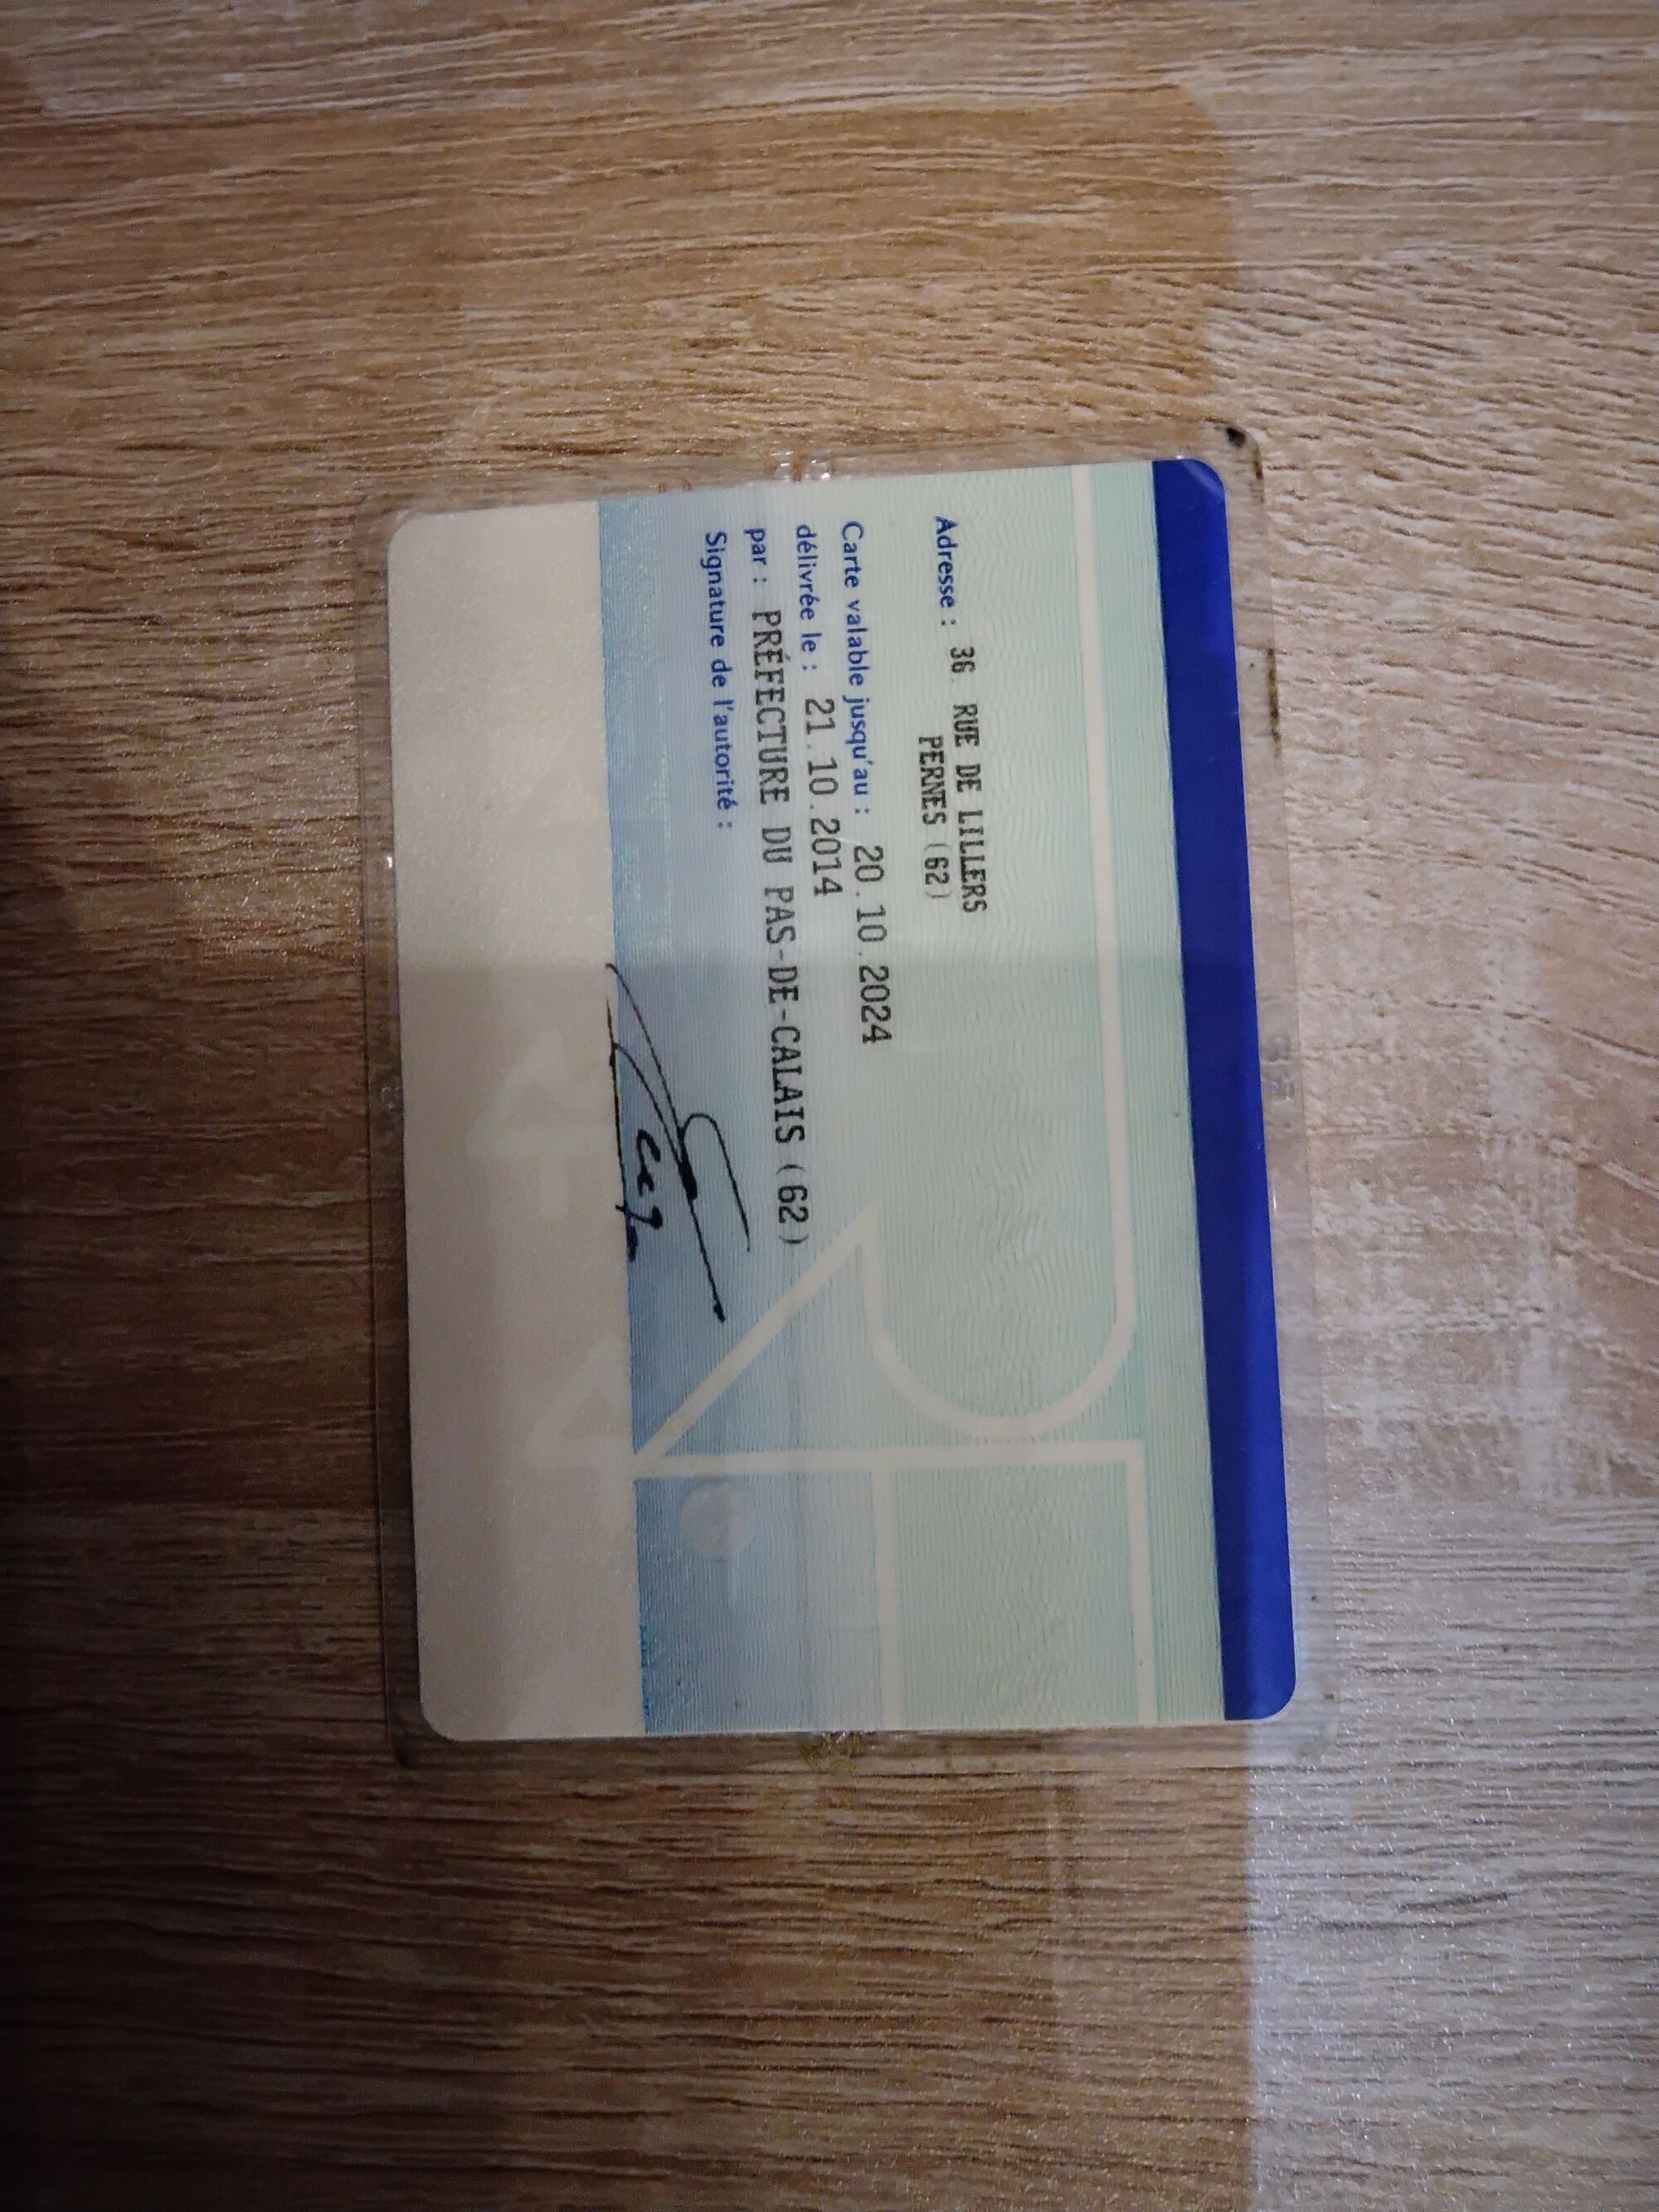 Adresse : 36 RUE DE LILLERS
PERNES (62)
Carte valable jusqu'au : 20.10.2024
délivrée le : 21.10.2014
par : PRÉFECTURE DU PAS-DE-CALAIS (62)
Signature de l'autorité :